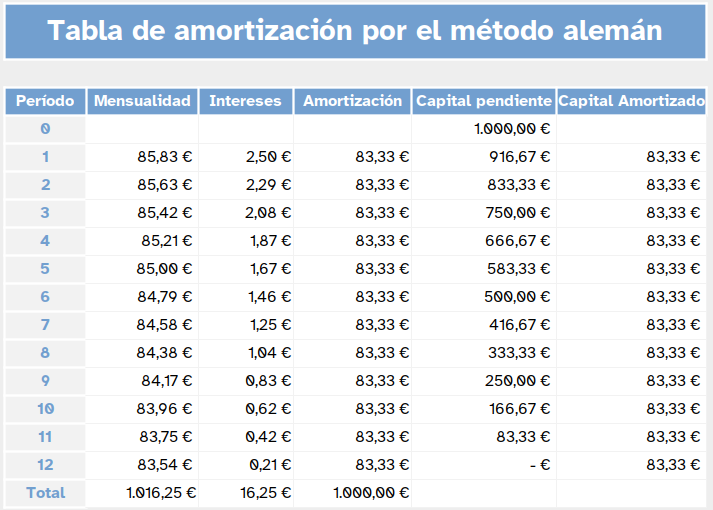 Tabla de amortización por el método alemán
Período Mensualidad Intereses Amortización Capital pendiente Capital Amortizado
0 1.000,00 €
1 85,83 € 2,50 € 83,33 € 916,67 € 83,33 €
2 85,63 € 2,29 € 83,33 € 833,33 € 83,33 €
3 85,42 € 2,08 € 83,33 € 750,00 € 83,33 €
4 85,21 € 1,87 € 83,33 € 666,67 € 83,33 €
5 85,00 € 1,67 € 83,33 € 583,33 € 83,33 €
6 84,79 € 1,46 € 83,33 € 500,00 € 83,33 €
7 84,58 € 1,25 € 83,33 € 416,67 € 83,33 €
8 84,38 € 1,04 € 83,33 € 333,33 € 83,33 €
9 84,17 € 0,83 € 83,33 € 250,00 € 83,33 €
10 83,96 € 0,62 € 83,33 € 166,67 € 83,33 €
11 83,75 € 0,42 € 83,33 € 83,33 € 83,33 €
12 83,54 € 0,21 € 83,33 € - € 83,33 €
Total 1.016,25 € 16,25 € 1.000,00 €